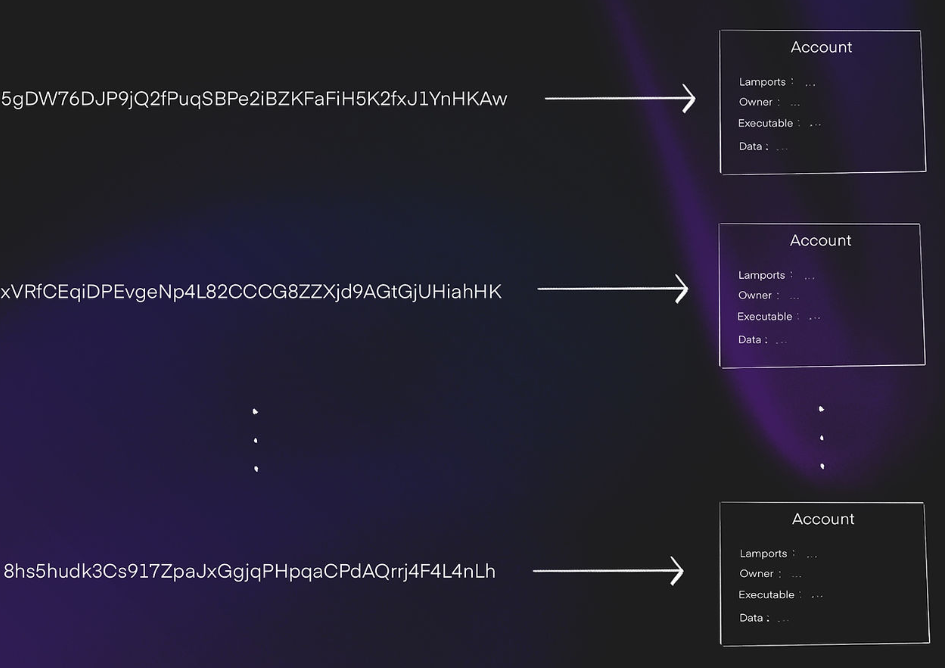 5gDW76DJP9jQ2fPuqSBPe2iBZKFaFiH5K2fxJ1YnHKAw
Account
Lamports : ...
Owner : ...
Executable : ...
Data : ...
xVRfCEqiDPEvgeNp4L82CCCG8ZZXjd9AGtGjUHiahHK
Account
Lamports : ...
Owner : ...
Executable : ...
Data : ...
8hs5hudk3Cs917ZpaJxGgjqPHpqaCPdAQrrj4F4L4nLh
Account
Lamports : ...
Owner : ...
Executable : ...
Data : ...